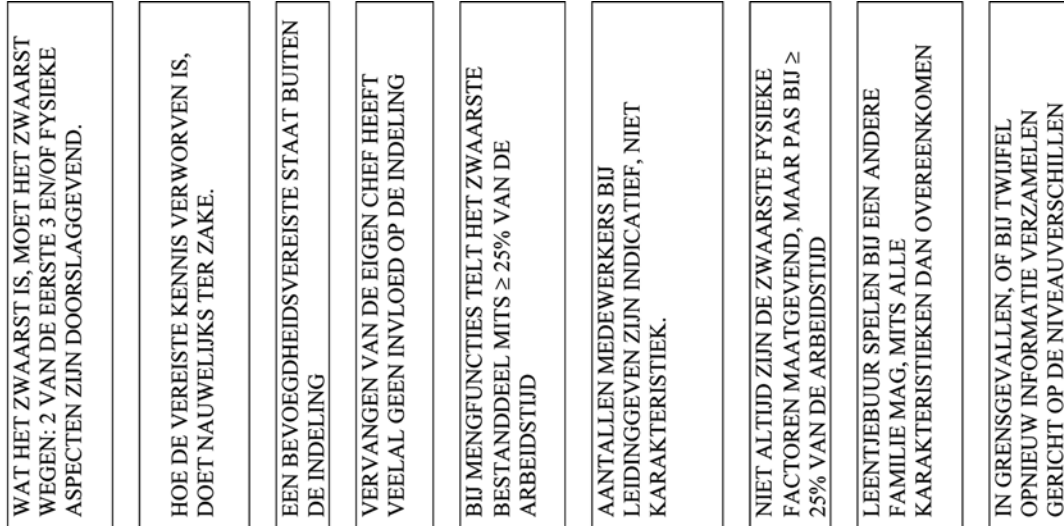 WAT HET ZWAARST IS, MOET HET ZWAARST
WEGEN: 2 VAN DE EERSTE 3 EN/OF FYSIEKE
ASPECTEN ZIJN DOORSLAGGEVEND.
HOE DE VEREISTE KENNIS VERWORVEN IS,
DOET NAUWELIJKS TER ZAKE.
EEN BEVOEGDHEIDSVEREISTE STAAT BUITEN
DE INDELING
VERVANGEN VAN DE EIGEN CHEF HEEFT
VEELAL GEEN INVLOED OP DE INDELING
BIJ MENGFUNCTIES TELT HET ZWAARSTE
BESTANDDEEL MITS ≥ 25% VAN DE
ARBEIDSTIJD
AANTALLEN MEDEWERKERS BIJ
LEIDINGGEVEN ZIJN INDICATIEF, NIET
KARAKTERISTIEK.
NIET ALTIJD ZIJN DE ZWAARSTE FYSIEKE
FACTOREN MAATGEVEND, MAAR PAS BIJ ≥
25% VAN DE ARBEIDSTIJD
LEENTJEBUUR SPELEN BIJ EEN ANDERE
FAMILIE MAG, MITS ALLE
KARAKTERISTIEKEN DAN OVEREENKOMEN
IN GRENSGEVALLEN, OF BIJ TWIJFEL
OPNIEUW INFORMATIE VERZAMELEN
GERICHT OP DE NIVEAUVERSCHILLEN